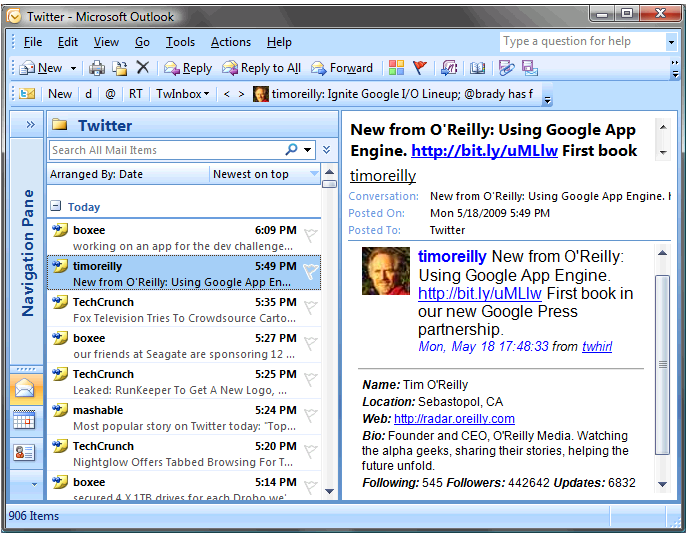 Twitter - Microsoft Outlook
File Edit View Go Tools Actions Help
Type a question for help
New Reply Reply to All Forward
New d @ RT TwInbox < > timoreilly: Ignite Google I/O Lineup; @brady has f
Navigation Pane
Twitter
Search All Mail Items
Arranged By: Date Newest on top
Today
boxee 6:09 PM
working on an app for the dev challenge...
timoreilly 5:49 PM
New from O'Reilly: Using Google App En...
TechCrunch 5:35 PM
Fox Television Tries To Crowdsource Carto...
boxee 5:27 PM
our friends at Seagate are sponsoring 12 ...
TechCrunch 5:25 PM
Leaked: RunKeeper To Get A New Logo, ...
mashable 5:24 PM
Most popular story on Twitter today: "Top...
TechCrunch 5:20 PM
Nightglow Offers Tabbed Browsing For T...
boxee 5:14 PM
secured 4 X 1TB drives for each Drobo we'
New from O'Reilly: Using Google App
Engine. http://bit.ly/uMLlw First book
timoreilly
Conversation: New from O'Reilly: Using Google App Engine. h
Posted On: Mon 5/18/2009 5:49 PM
Posted To: Twitter
timoreilly New from O'Reilly:
Using Google App Engine.
http://bit.ly/uMLlw First book in
our new Google Press
partnership.
Mon, May 18 17:48:33 from twhirl
Name: Tim O'Reilly
Location: Sebastopol, CA
Web: http://radar.oreilly.com
Bio: Founder and CEO, O'Reilly Media. Watching
the alpha geeks, sharing their stories, helping the
future unfold.
Following: 545 Followers: 442642 Updates: 6832
906 Items